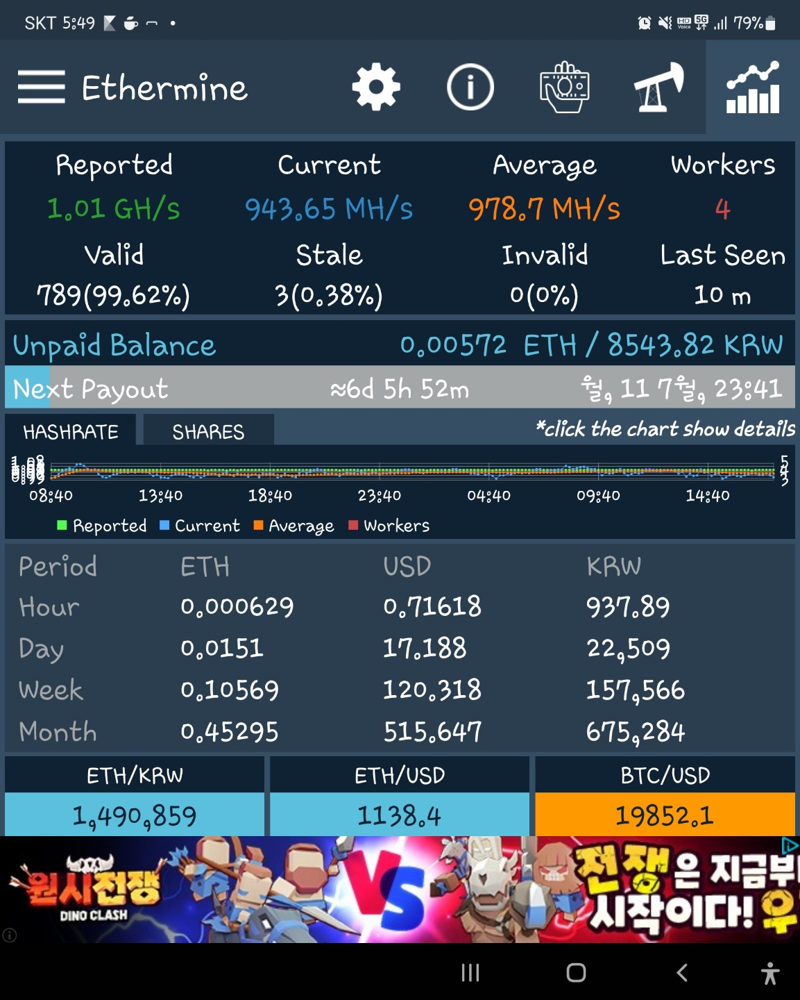 SKT 5:49 HD Voice 5G 79%
Ethermine
Reported Current Average Workers
1.01 GH/s 943.65 MH/s 978.7 MH/s 4
Valid Stale Invalid Last Seen
789(99.62%) 3(0.38%) 0(0%) 10 m
Unpaid Balance 0.00572 ETH / 8543.82 KRW
Next Payout ≈6d 5h 52m 월, 11 7월, 23:41
HASHRATE SHARES *click the chart show details
5
4
3
08:40 13:40 18:40 23:40 04:40 09:40 14:40
Reported Current Average Workers
Period ETH USD KRW
Hour 0.000629 0.71618 937.89
Day 0.0151 17.188 22,509
Week 0.10569 120.318 157,566
Month 0.45295 515.647 675,284
ETH/KRW ETH/USD BTC/USD
1,490,859 1138.4 19852.1
원시전쟁
DINO CLASH
VS
전쟁은 지금부
시작이다! 우